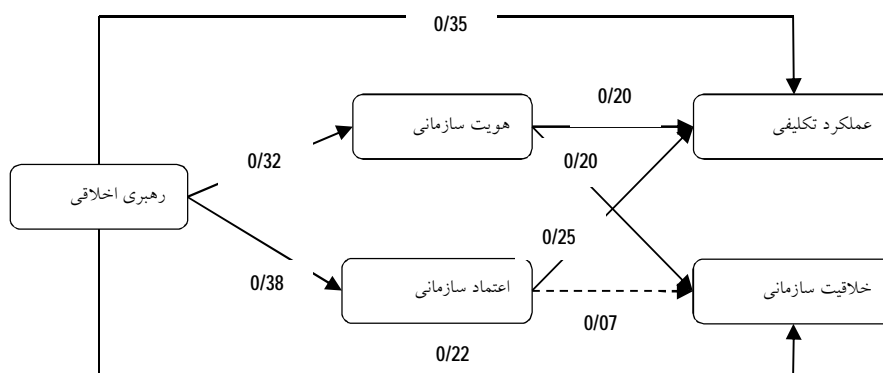 0/35
0/20
هویت سازمانی
عملکرد تکلیفی
0/32
0/20
رهبری اخلاقی
0/25
0/38
اعتماد سازمانی
خلاقیت سازمانی
0/07
0/22